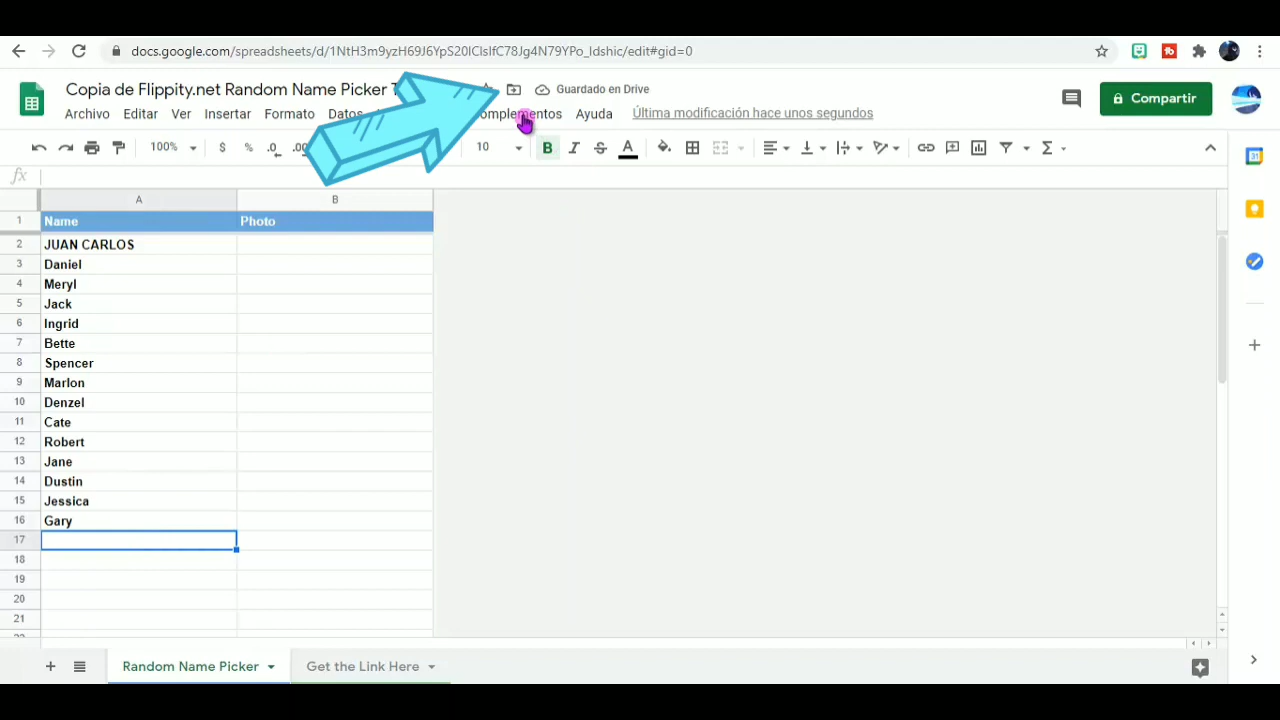 docs.google.com/spreadsheets/d/1NtH3m9yzH69J6YpS20lClslfC78Jg4N79YPo_Idshic/edit#gid=0
Copia de Flippity.net Random Name Picker
Guardado en Drive
Archivo Editar Ver Insertar Formato Datos Ayuda Última modificación hace unos segundos
Compartir
100% $ % .0 .00 10 B I S A
fx
A B
1 Name Photo
2 JUAN CARLOS
3 Daniel
4 Meryl
5 Jack
6 Ingrid
7 Bette
8 Spencer
9 Marlon
10 Denzel
11 Cate
12 Robert
13 Jane
14 Dustin
15 Jessica
16 Gary
17
18
19
20
21
Random Name Picker Get the Link Here